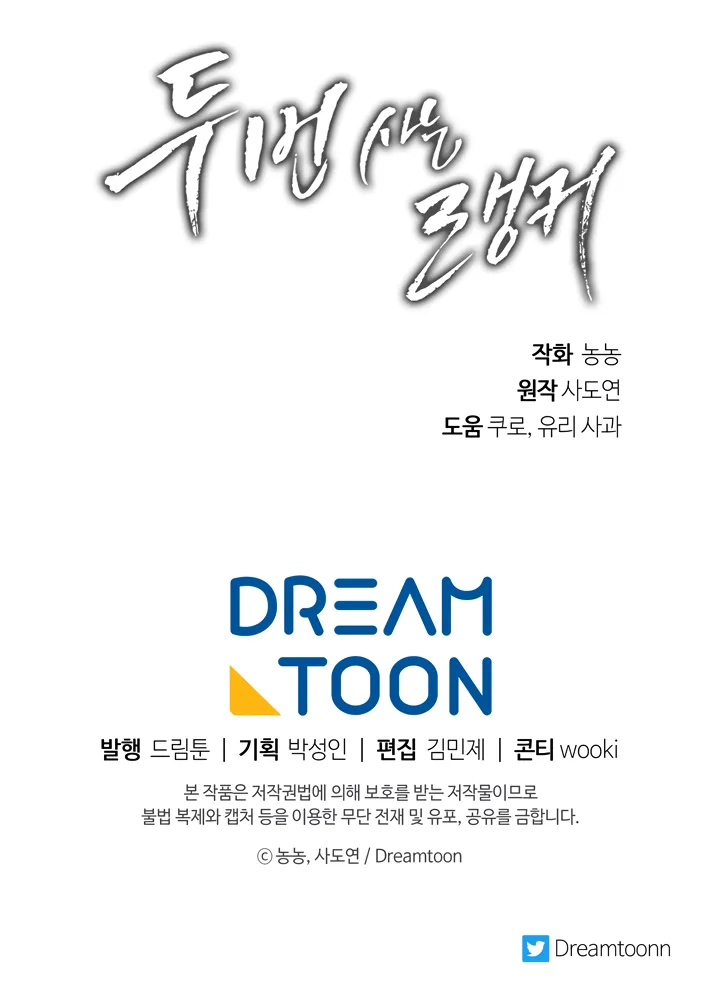 두 번 사는
랭커
작화 농농
원작 사도연
도움 쿠로, 유리 사과
DREAM
TOON
발행 드림툰 | 기획 박성인 | 편집 김민제 | 콘티 wooki
본 작품은 저작권법에 의해 보호를 받는 저작물이므로
불법 복제와 캡처 등을 이용한 무단 전재 및 유포, 공유를 금합니다.
ⓒ 농농, 사도연 / Dreamtoon
Dreamtoonn